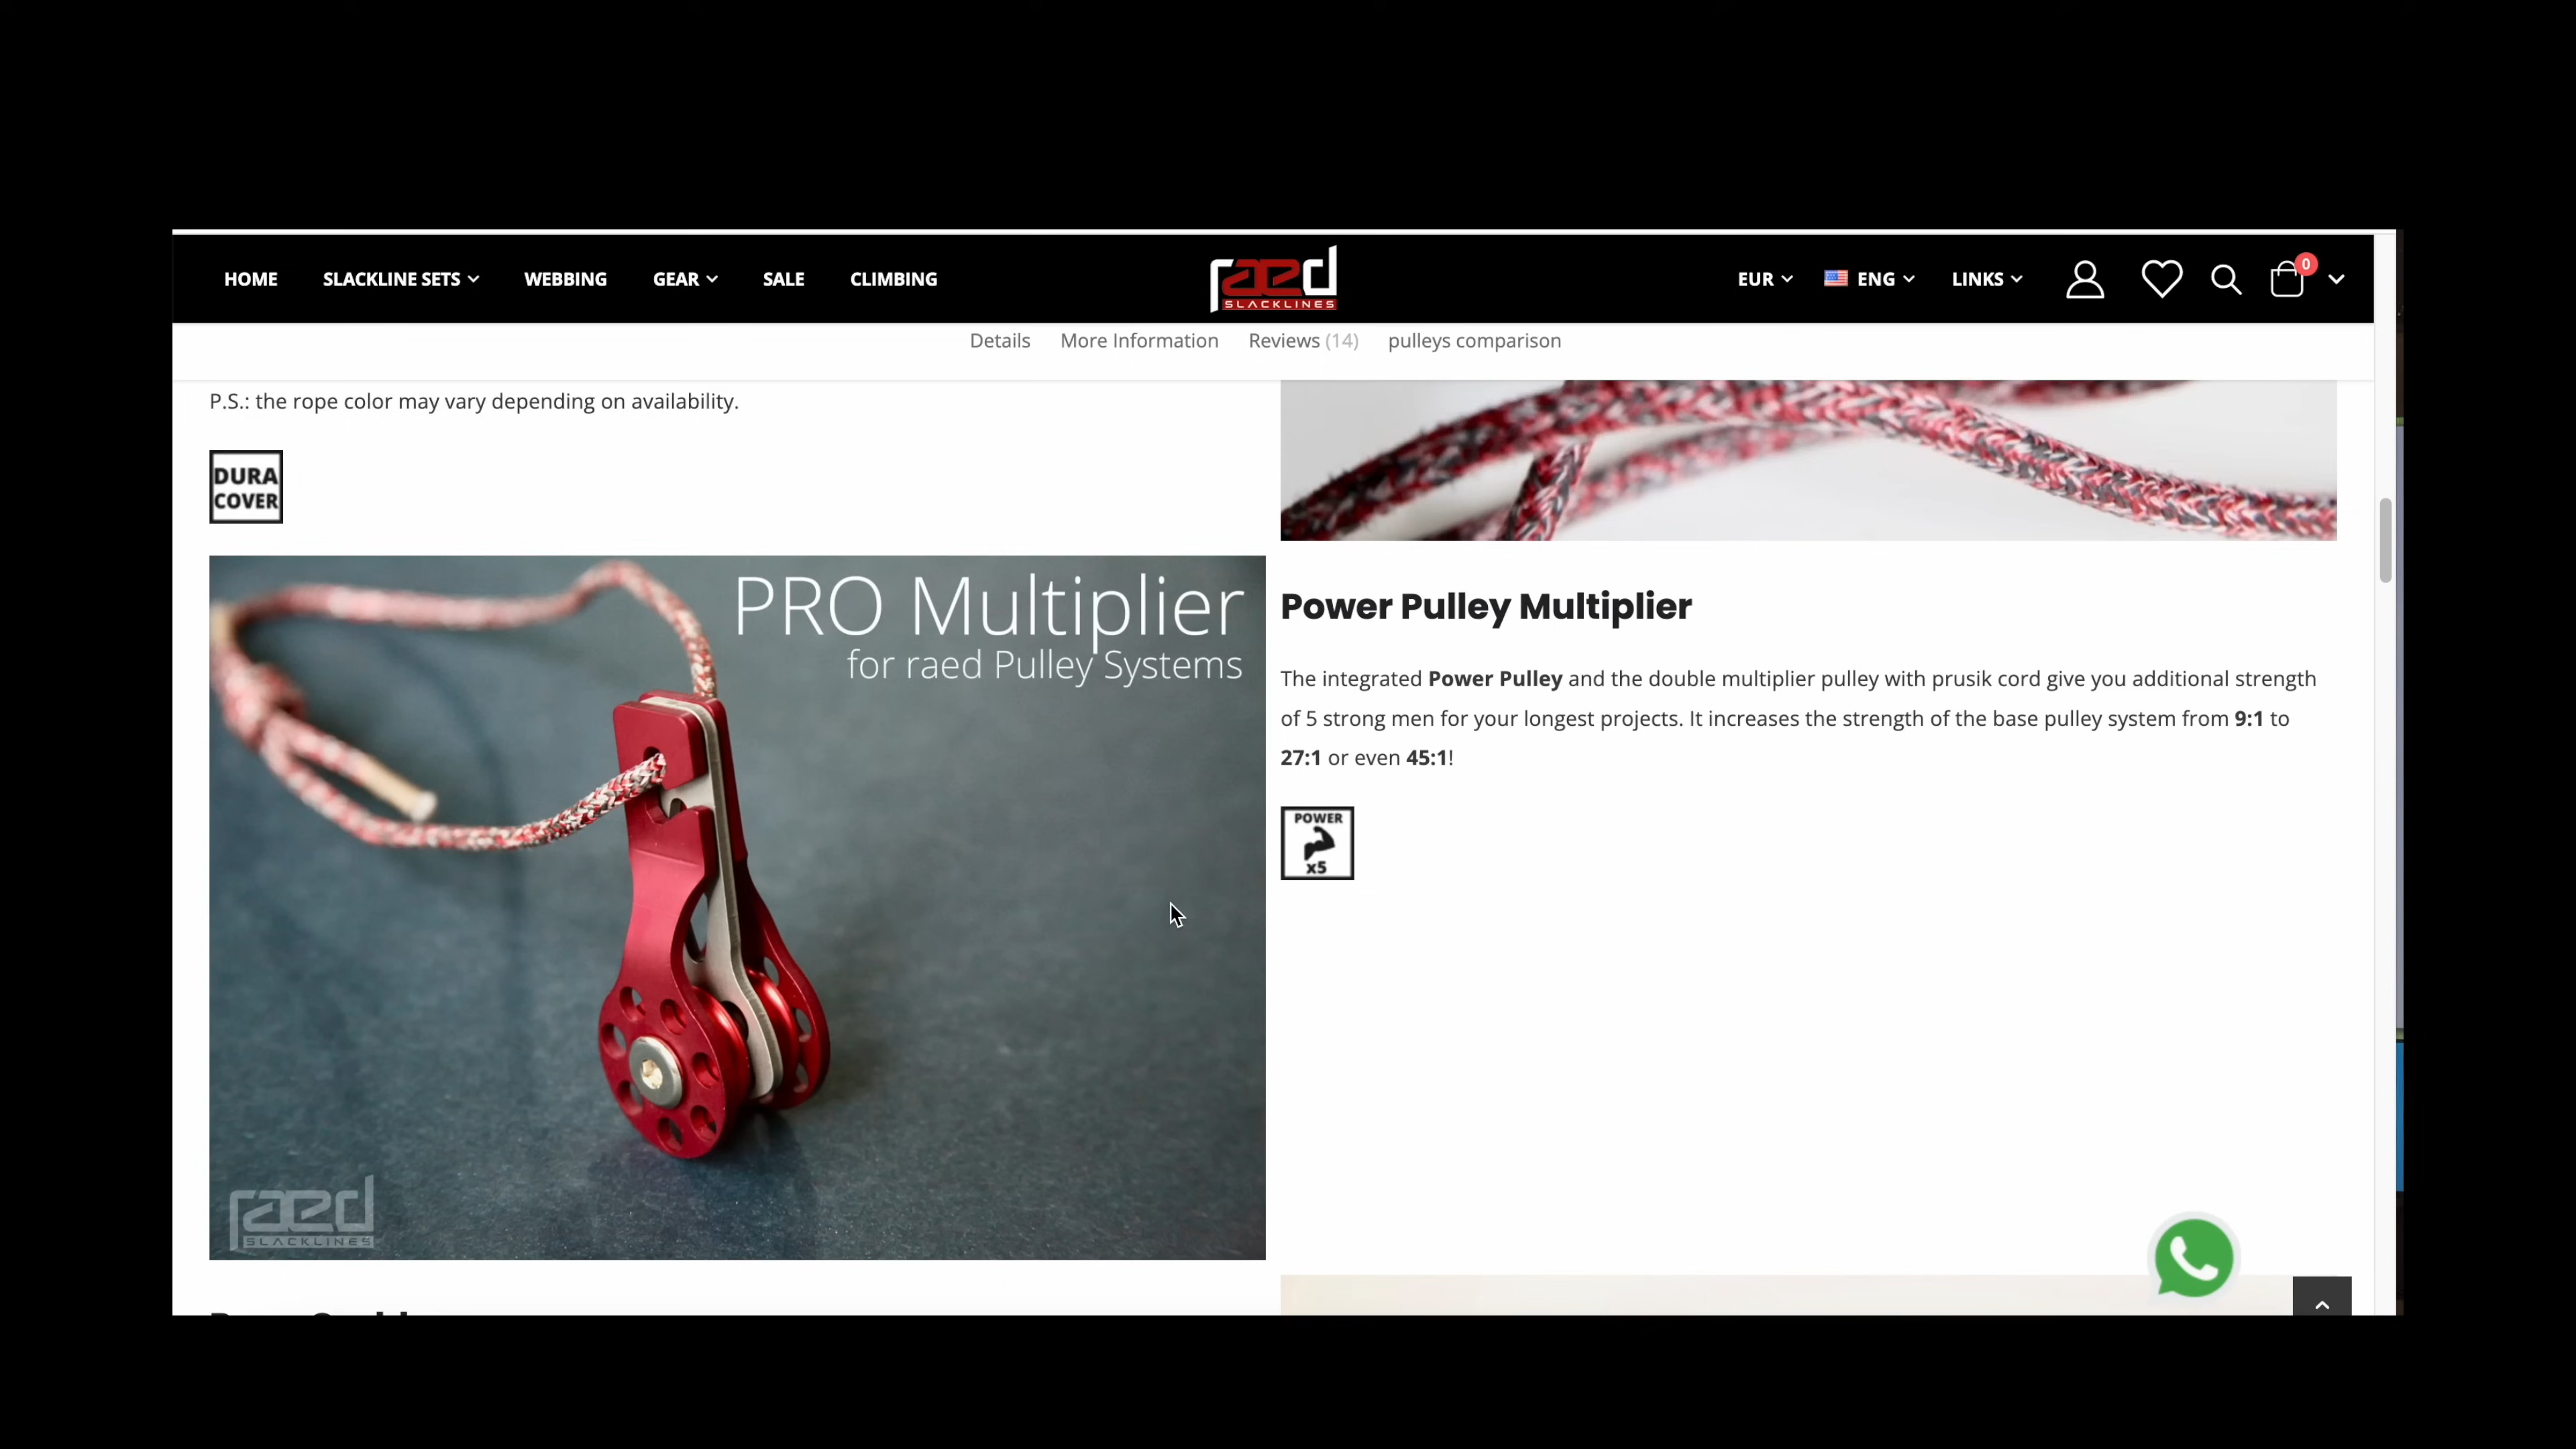 HOME SLACKLINE SETS WEBBING GEAR SALE CLIMBING
raed
SLACKLINES
EUR ENG LINKS 0
Details More Information Reviews (14) pulleys comparison
P.S.: the rope color may vary depending on availability.
DURA
COVER
PRO Multiplier
for raed Pulley Systems
raed
SLACKLINES
Power Pulley Multiplier
The integrated Power Pulley and the double multiplier pulley with prusik cord give you additional strength
of 5 strong men for your longest projects. It increases the strength of the base pulley system from 9:1 to
27:1 or even 45:1!
POWER
x5